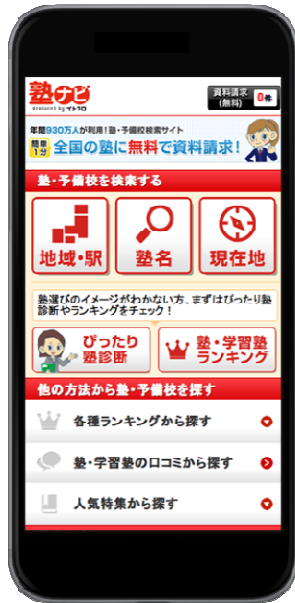 塾ナビ
produced by イトクロ
資料請求
(無料)
0件
年間930万人が利用！塾・予備校検索サイト
簡単
1分
全国の塾に無料で資料請求！
塾・予備校を検索する
地域・駅
塾名
現在地
塾選びのイメージがわかない方、まずはぴったり塾
診断やランキングをチェック！
ぴったり
塾診断
塾・学習塾
ランキング
他の方法から塾・予備校を探す
各種ランキングから探す
塾・学習塾の口コミから探す
人気特集から探す